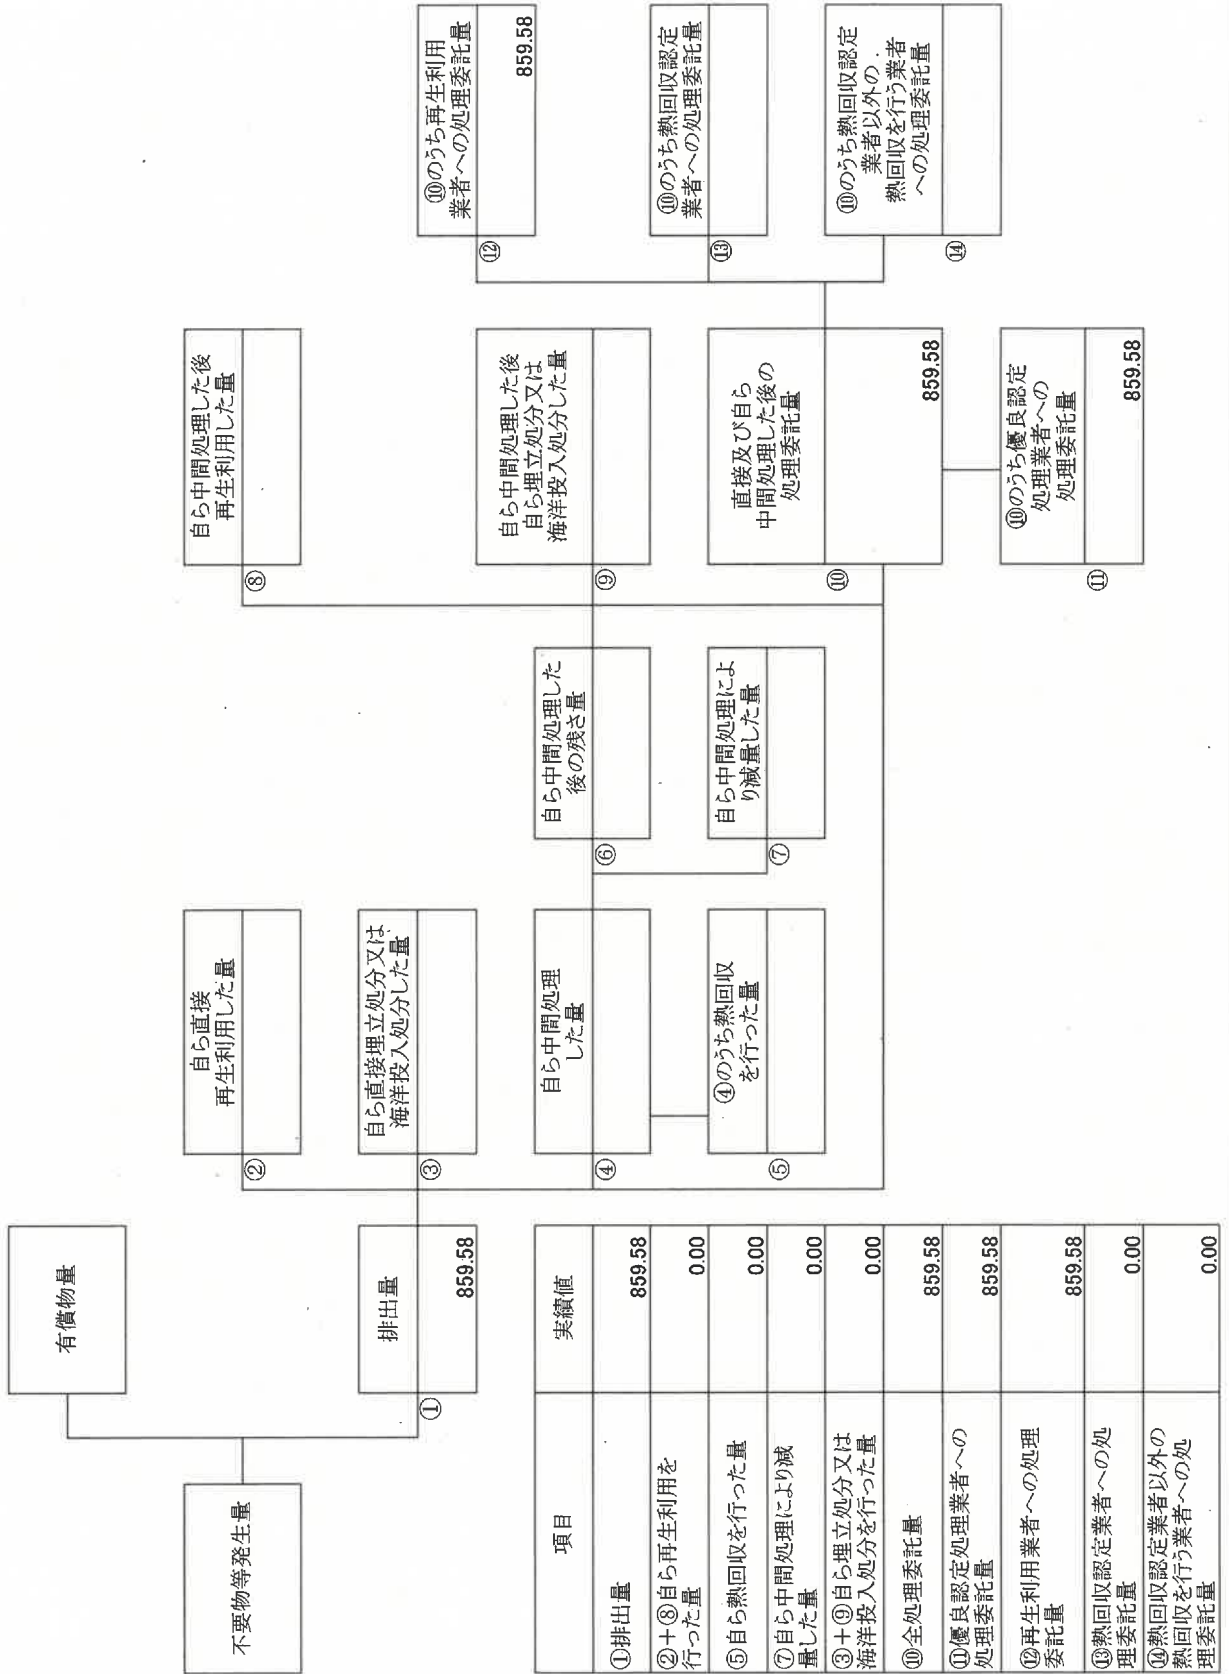 有償物量
不要物等発生量
排出量
①
859.58
自ら直接
再生利用した量
②
自ら直接埋立処分又は
海洋投入処分した量
③
自ら中間処理
した量
④
④のうち熱回収
を行った量
⑤
自ら中間処理した
後の残さ量
⑥
自ら中間処理によ
り減量した量
⑦
自ら中間処理した後
再生利用した量
⑧
自ら中間処理した後
自ら埋立処分又は
海洋投入処分した量
⑨
直接及び自ら
中間処理した後の
処理委託量
⑩
859.58
⑩のうち優良認定
処理業者への
処理委託量
⑪
859.58
⑩のうち再生利用
業者への処理委託量
⑫
859.58
⑩のうち熱回収認定
業者への処理委託量
⑬
⑩のうち熱回収認定
業者以外の
熱回収を行う業者
への処理委託量
⑭
項目 実績値
①排出量 859.58
②+⑧自ら再生利用を
行った量 0.00
⑤自ら熱回収を行った量 0.00
⑦自ら中間処理により減
量した量 0.00
③+⑨自ら埋立処分又は
海洋投入処分を行った量 0.00
⑩全処理委託量 859.58
⑪優良認定処理業者への
処理委託量 859.58
⑫再生利用業者への処理
委託量 859.58
⑬熱回収認定業者への処
理委託量 0.00
⑭熱回収認定業者以外の
熱回収を行う業者への処
理委託量 0.00